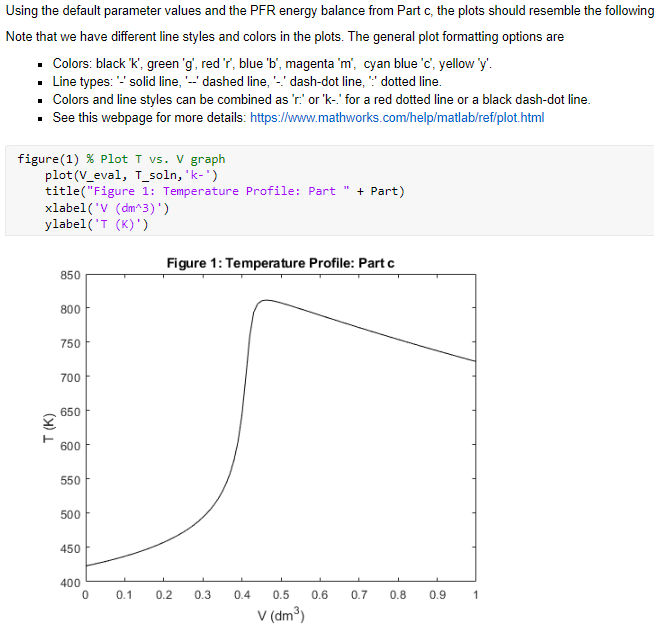 Using the default parameter values and the PFR energy balance from Part c, the plots should resemble the following
Note that we have different line styles and colors in the plots. The general plot formatting options are
▪ Colors: black 'k', green 'g', red 'r', blue 'b', magenta 'm', cyan blue 'c', yellow 'y'.
▪ Line types: '-' solid line, '--' dashed line, '-.' dash-dot line, ':' dotted line.
▪ Colors and line styles can be combined as 'r:' or 'k-.' for a red dotted line or a black dash-dot line.
▪ See this webpage for more details: https://www.mathworks.com/help/matlab/ref/plot.html
figure(1) % Plot T vs. V graph
plot(V_eval, T_soln,'k-')
title("Figure 1: Temperature Profile: Part " + Part)
xlabel('V (dm^3)')
ylabel('T (K)')
Figure 1: Temperature Profile: Part c
850
800
750
700
650
600
550
500
450
400
T (K)
0 0.1 0.2 0.3 0.4 0.5 0.6 0.7 0.8 0.9 1
V (dm³)